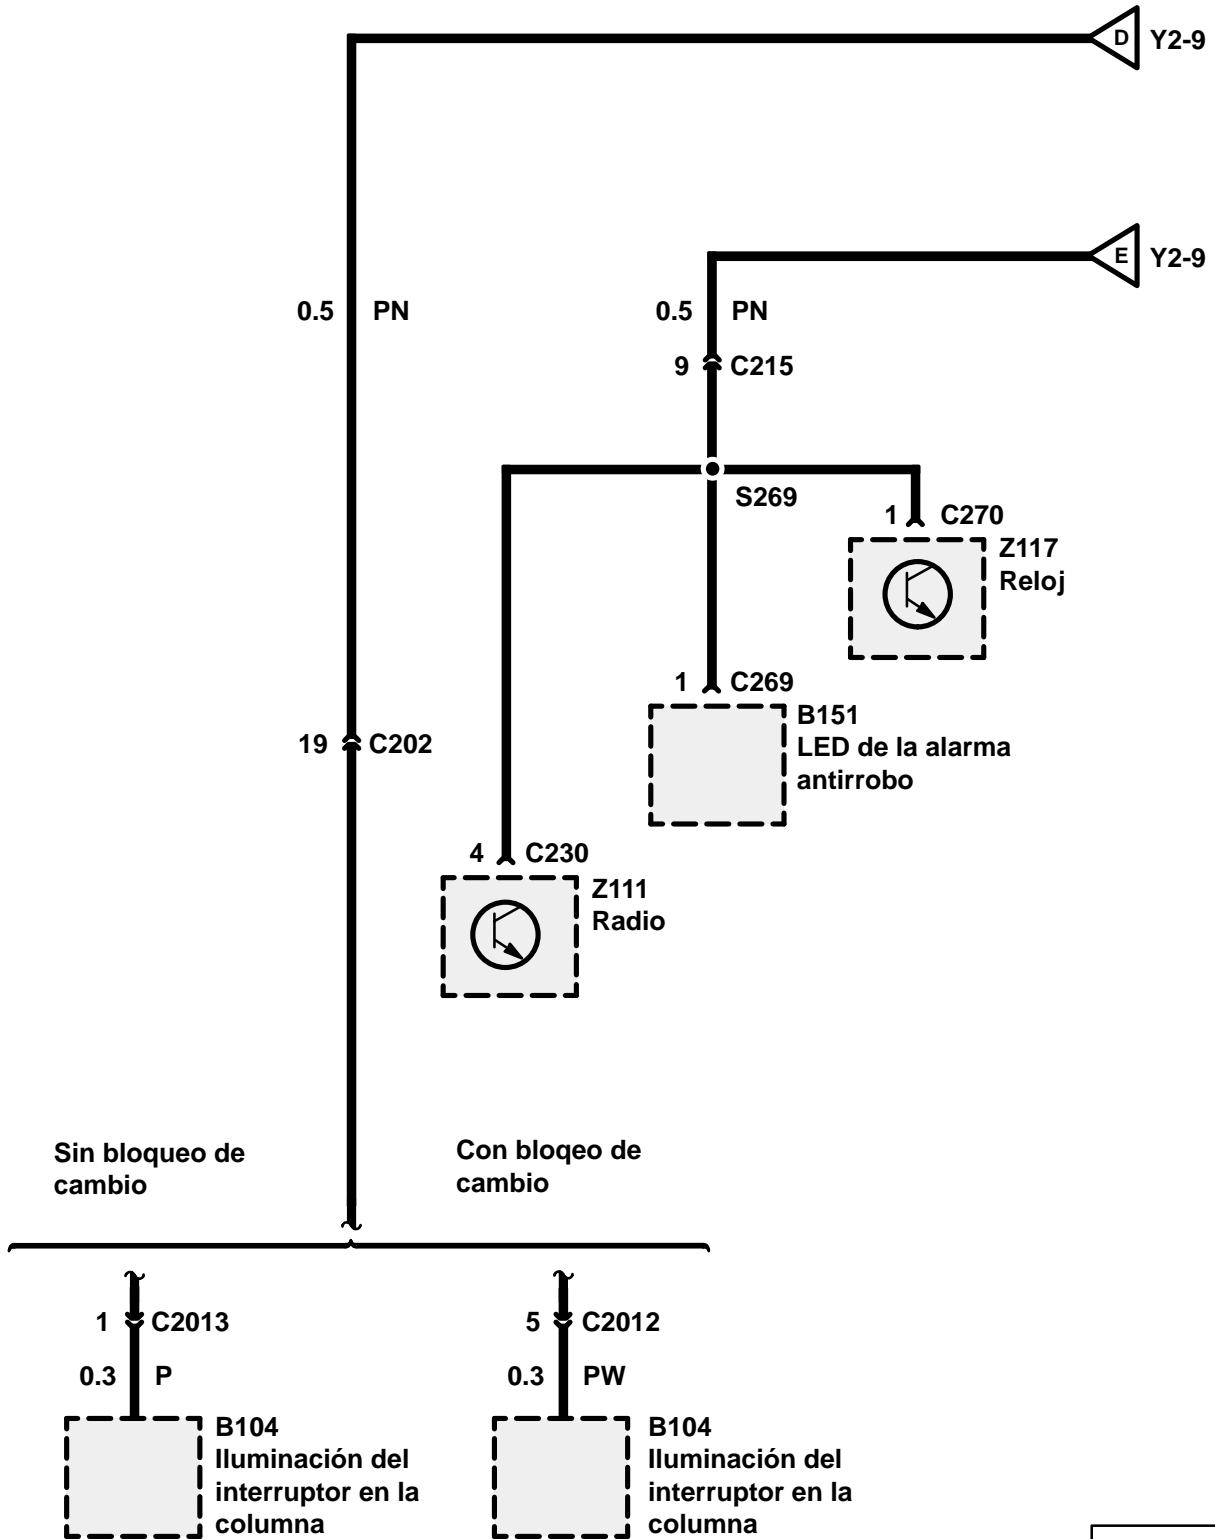 D Y2-9
E Y2-9
0.5 PN
0.5 PN
9 C215
S269
1 C270
Z117
Reloj
1 C269
B151
LED de la alarma
antirrobo
19 C202
4 C230
Z111
Radio
Sin bloqueo de
cambio
Con bloqeo de
cambio
1 C2013
5 C2012
0.3 P
0.3 PW
B104
Iluminación del
interruptor en la
columna
B104
Iluminación del
interruptor en la
columna